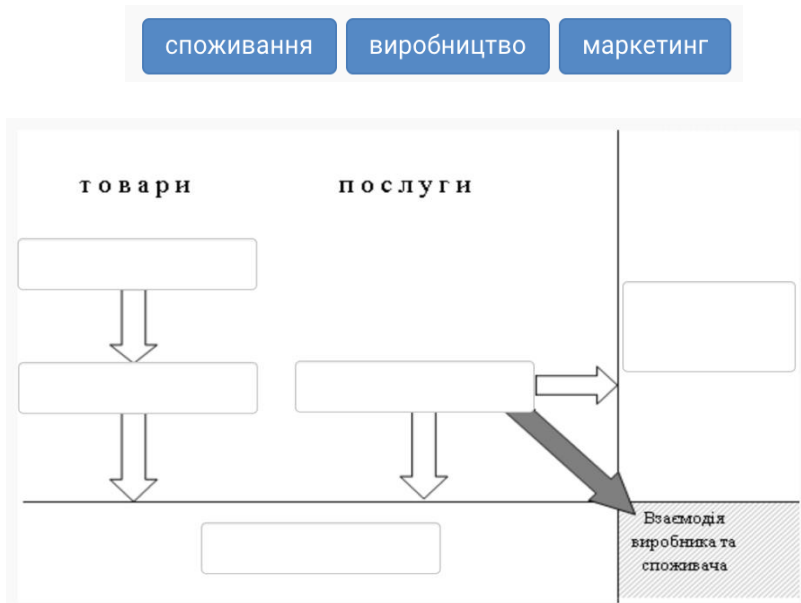 споживання виробництво маркетинг
товари послуги
Взаємодія
виробника та
споживача